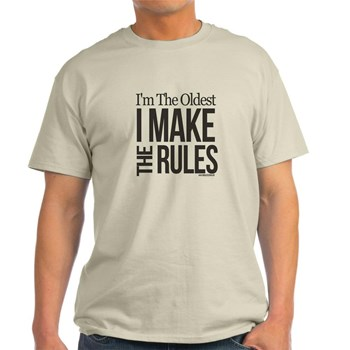 I'm The Oldest
I MAKE
THE RULES